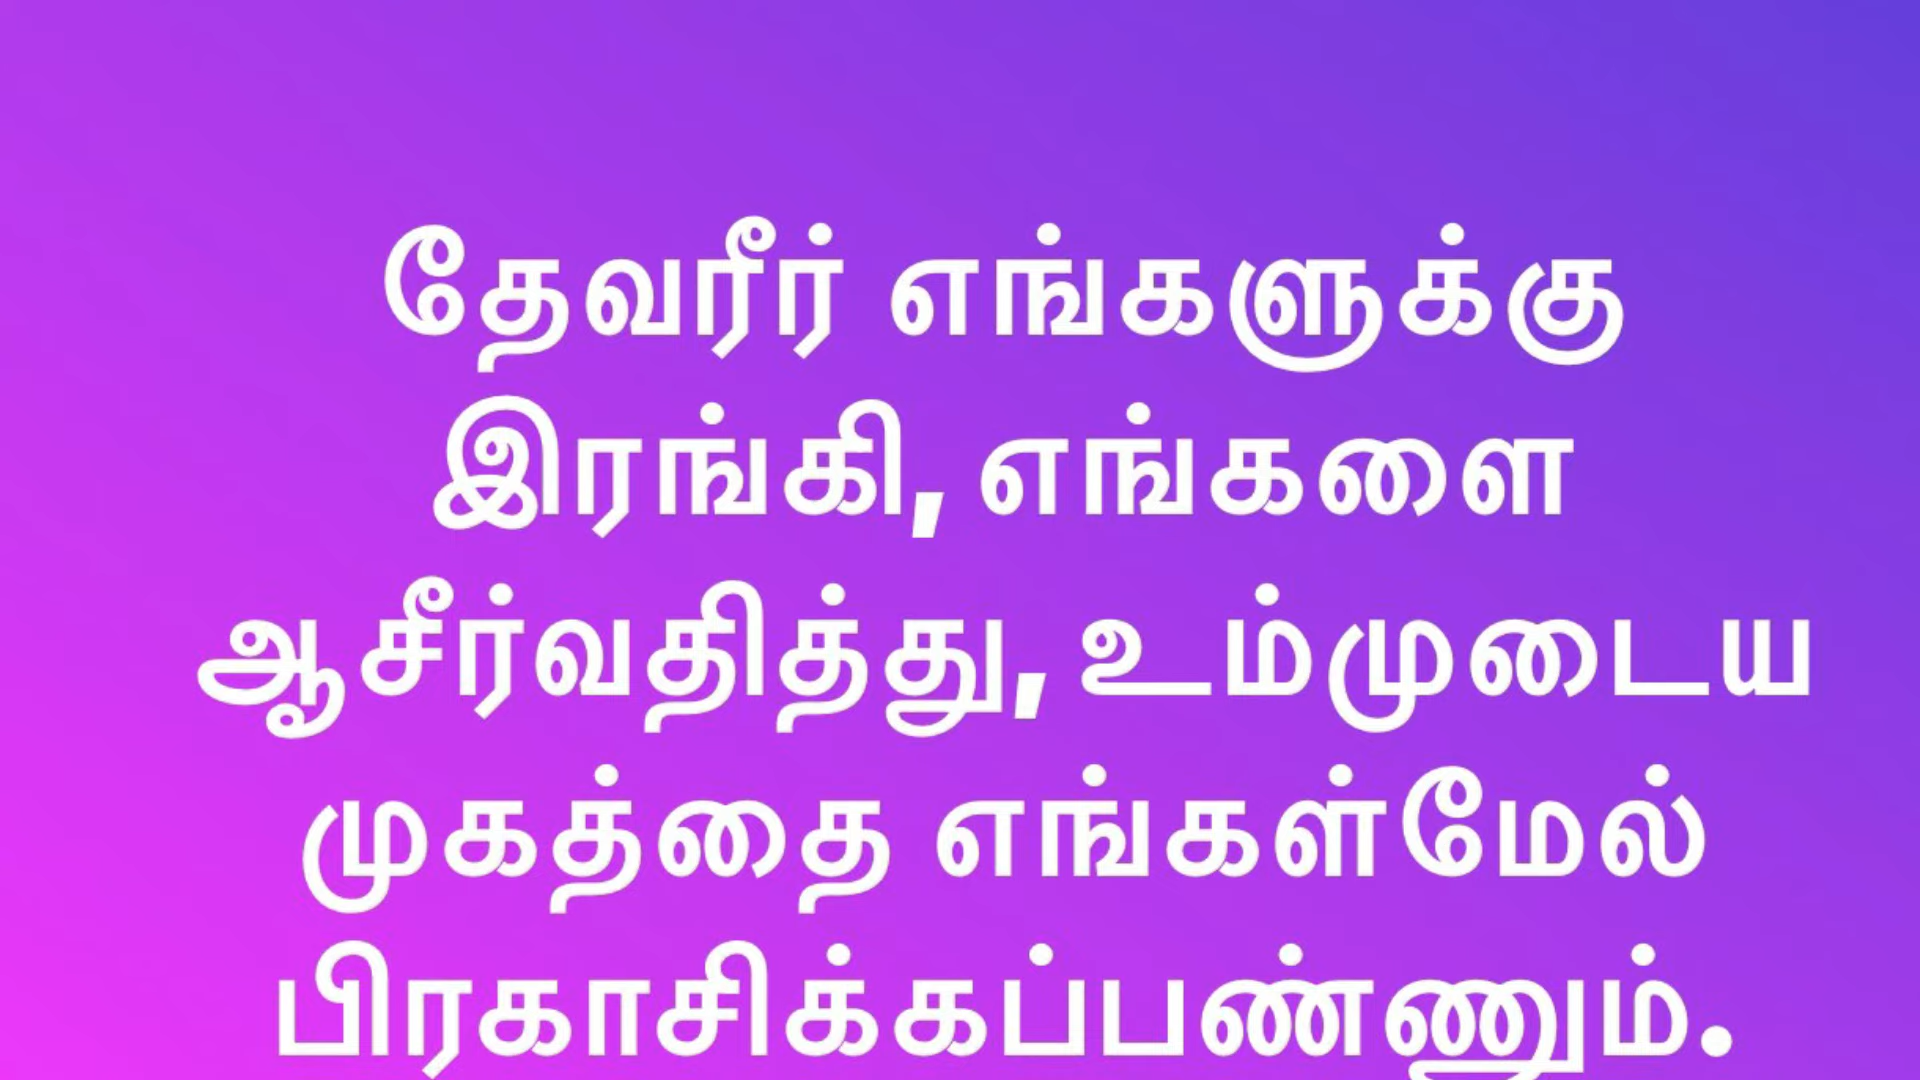 தேவரீர் எங்களுக்கு
இரங்கி, எங்களை
ஆசீர்வதித்து, உம்முடைய
முகத்தை எங்கள்மேல்
பிரகாசிக்கப்பண்ணும்.